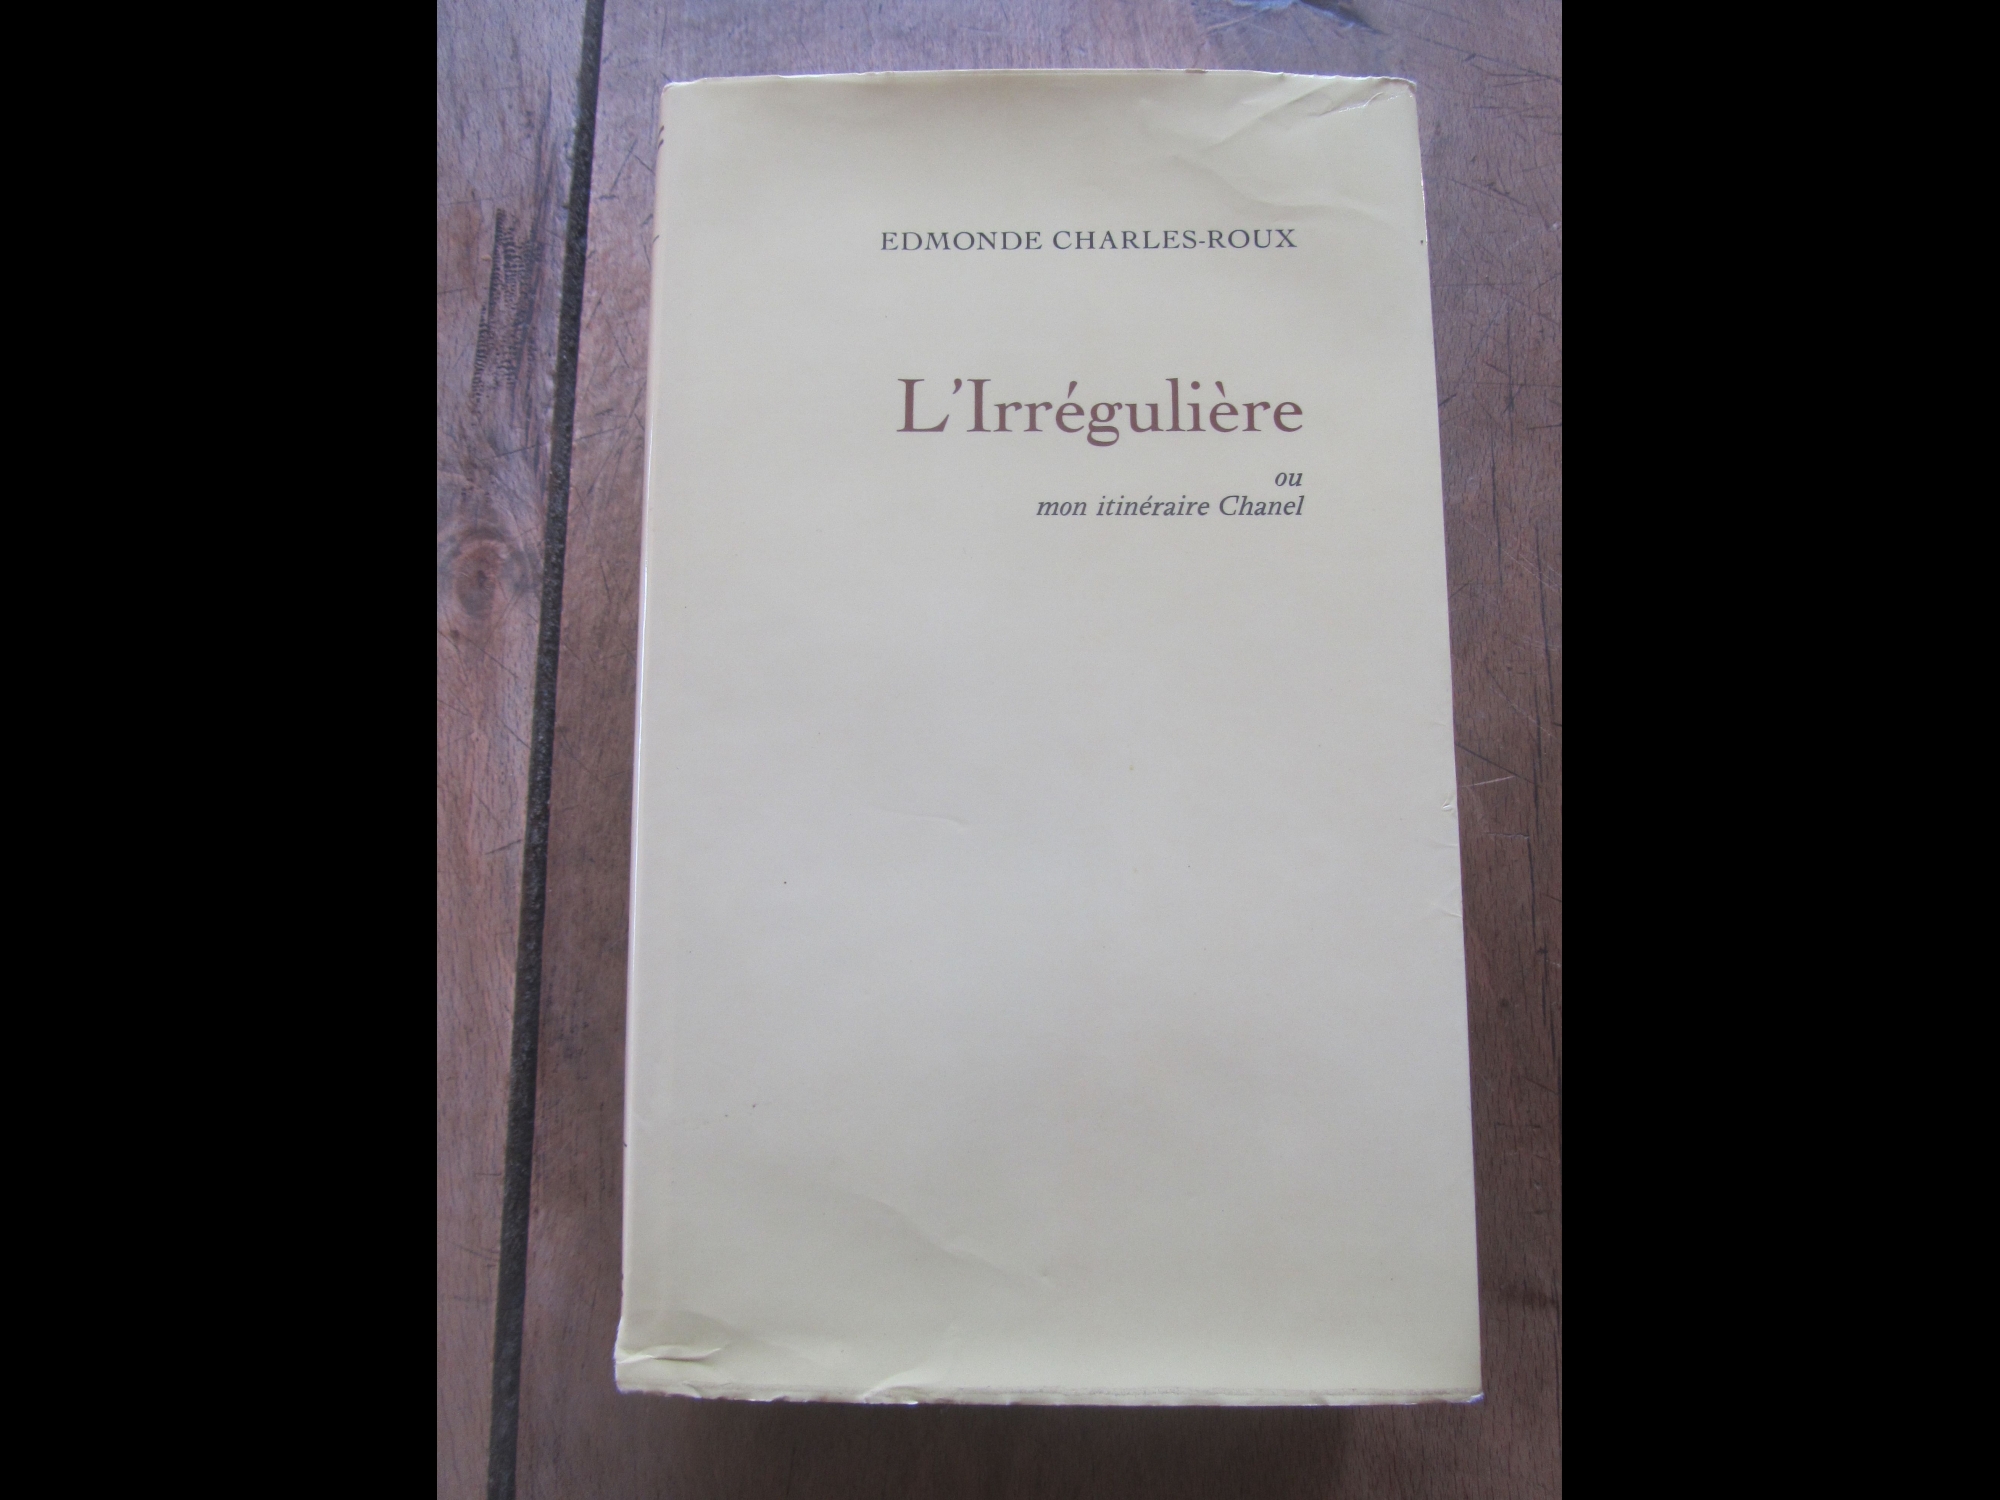 EDMONDE CHARLES-ROUX
L'Irrégulière
ou
mon itinéraire Chanel